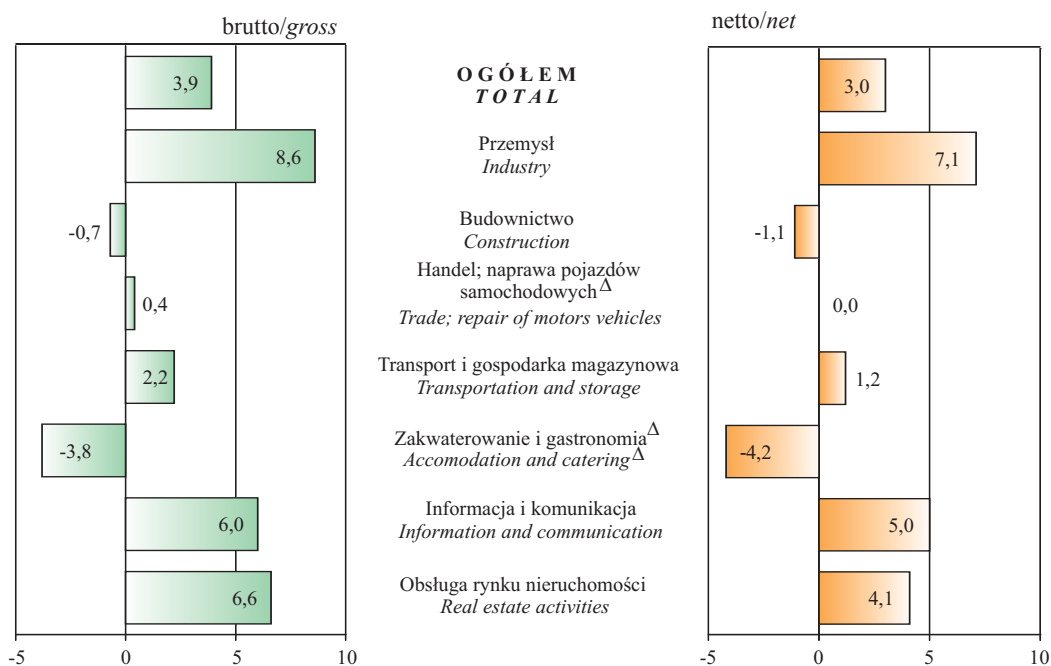 brutto/gross
netto/net
3,9
OGÓŁEM
TOTAL
3,0
8,6
Przemysł
Industry
7,1
-0,7
Budownictwo
Construction
-1,1
0,4
Handel; naprawa pojazdów
samochodowych Δ
Trade; repair of motors vehicles
0,0
2,2
Transport i gospodarka magazynowa
Transportation and storage
1,2
-3,8
Zakwaterowanie i gastronomia Δ
Accomodation and catering Δ
-4,2
6,0
Informacja i komunikacja
Information and communication
5,0
6,6
Obsługa rynku nieruchomości
Real estate activities
4,1
-5 0 5 10
-5 0 5 10